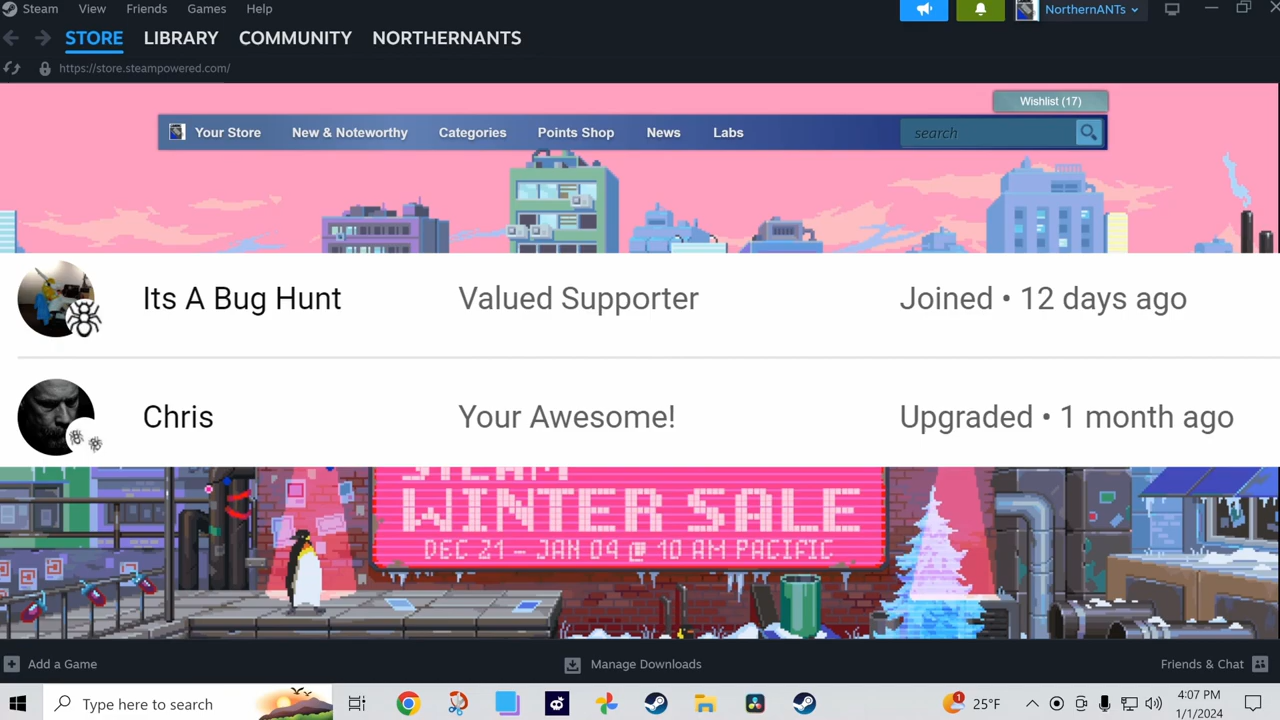 Steam View Friends Games Help NorthernANTs
STORE LIBRARY COMMUNITY NORTHERNANTS
https://store.steampowered.com/
Wishlist (17)
Your Store New & Noteworthy Categories Points Shop News Labs search
Its A Bug Hunt Valued Supporter Joined • 12 days ago
Chris Your Awesome! Upgraded • 1 month ago
STEAM
WINTER SALE
DEC 21 - JAN 04 @ 10 AM PACIFIC
Add a Game Manage Downloads Friends & Chat
Type here to search 1 25°F 4:07 PM
1/1/2024